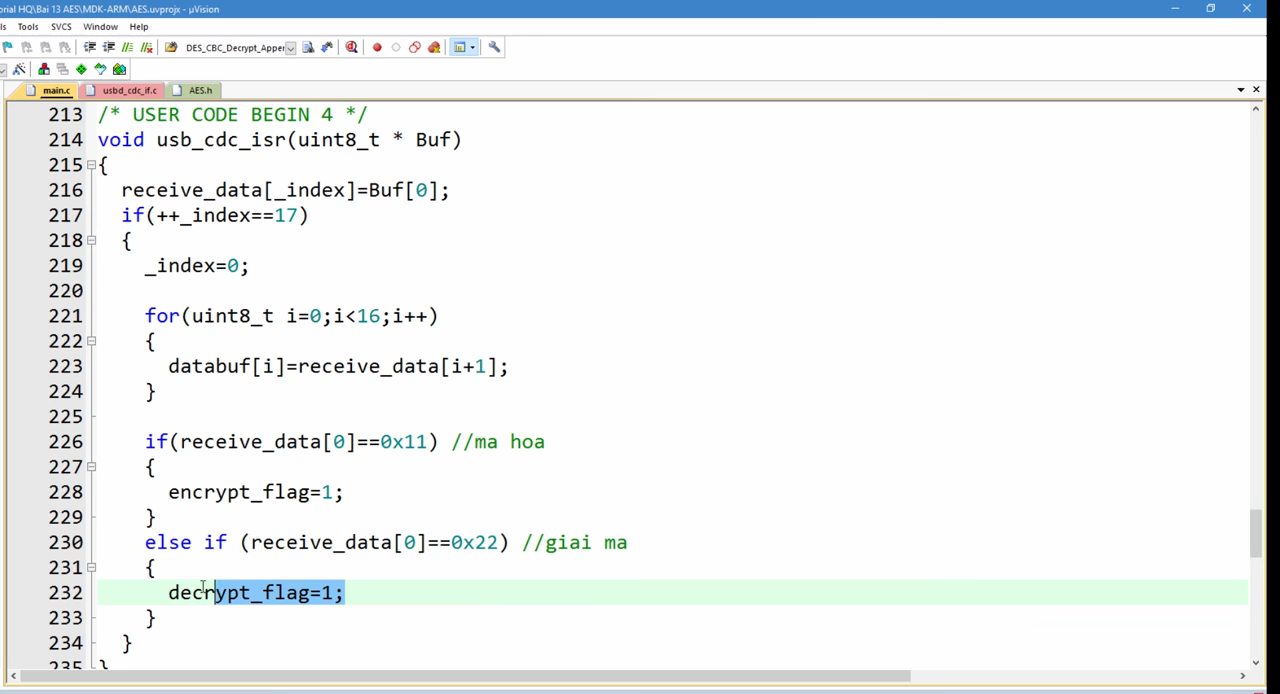 orial HQ\Bai 13 AES\MDK-ARM\AES.uvprojx - µVision
ls Tools SVCS Window Help
DES_CBC_Decrypt_Apper
main.c usbd_cdc_if.c AES.h
213 /* USER CODE BEGIN 4 */
214 void usb_cdc_isr(uint8_t * Buf)
215 {
216 receive_data[_index]=Buf[0];
217 if(++_index==17)
218 {
219 _index=0;
220
221 for(uint8_t i=0;i<16;i++)
222 {
223 databuf[i]=receive_data[i+1];
224 }
225
226 if(receive_data[0]==0x11) //ma hoa
227 {
228 encrypt_flag=1;
229 }
230 else if (receive_data[0]==0x22) //giai ma
231 {
232 decrypt_flag=1;
233 }
234 }
235 }